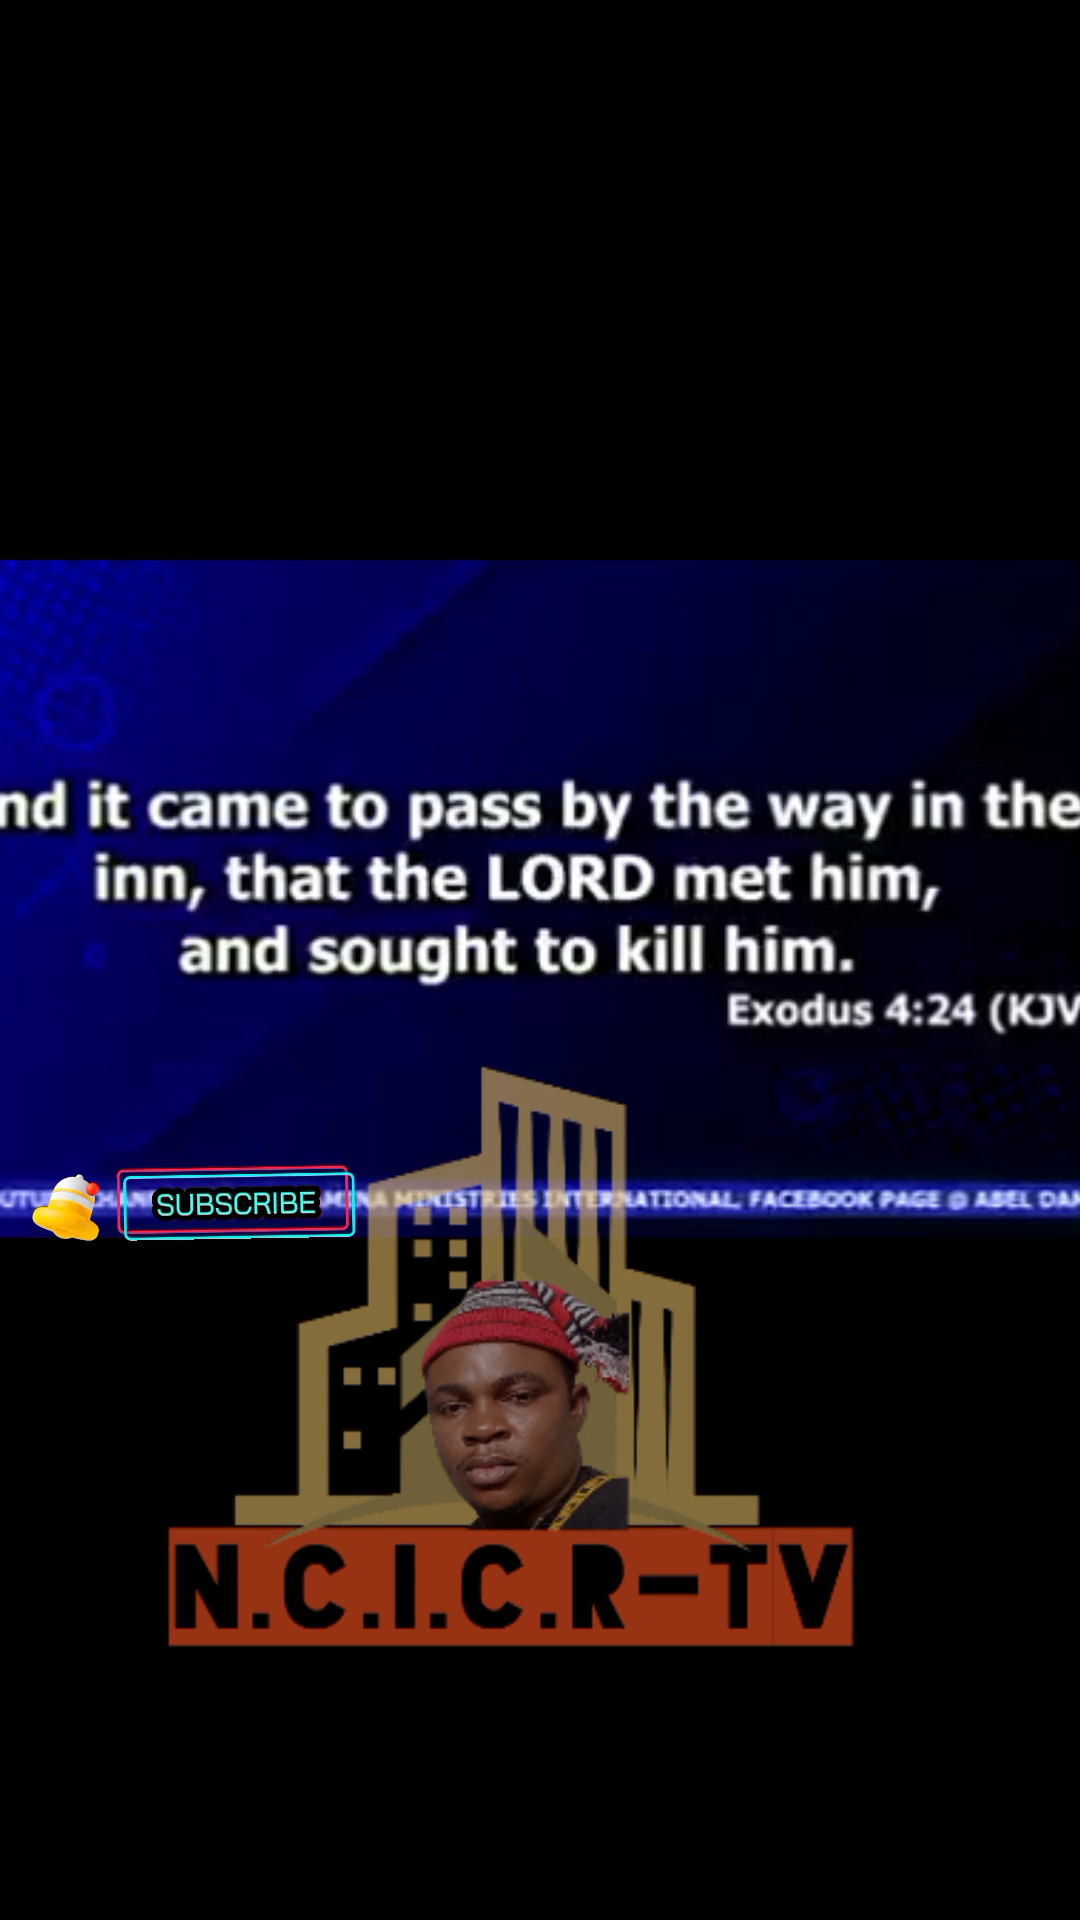 nd it came to pass by the way in the
inn, that the LORD met him,
and sought to kill him.
Exodus 4:24 (KJV
SUBSCRIBE
MINISTRIES INTERNATIONAL, FACEBOOK PAGE @ ABEL DAM
N.C.I.C.R-TV